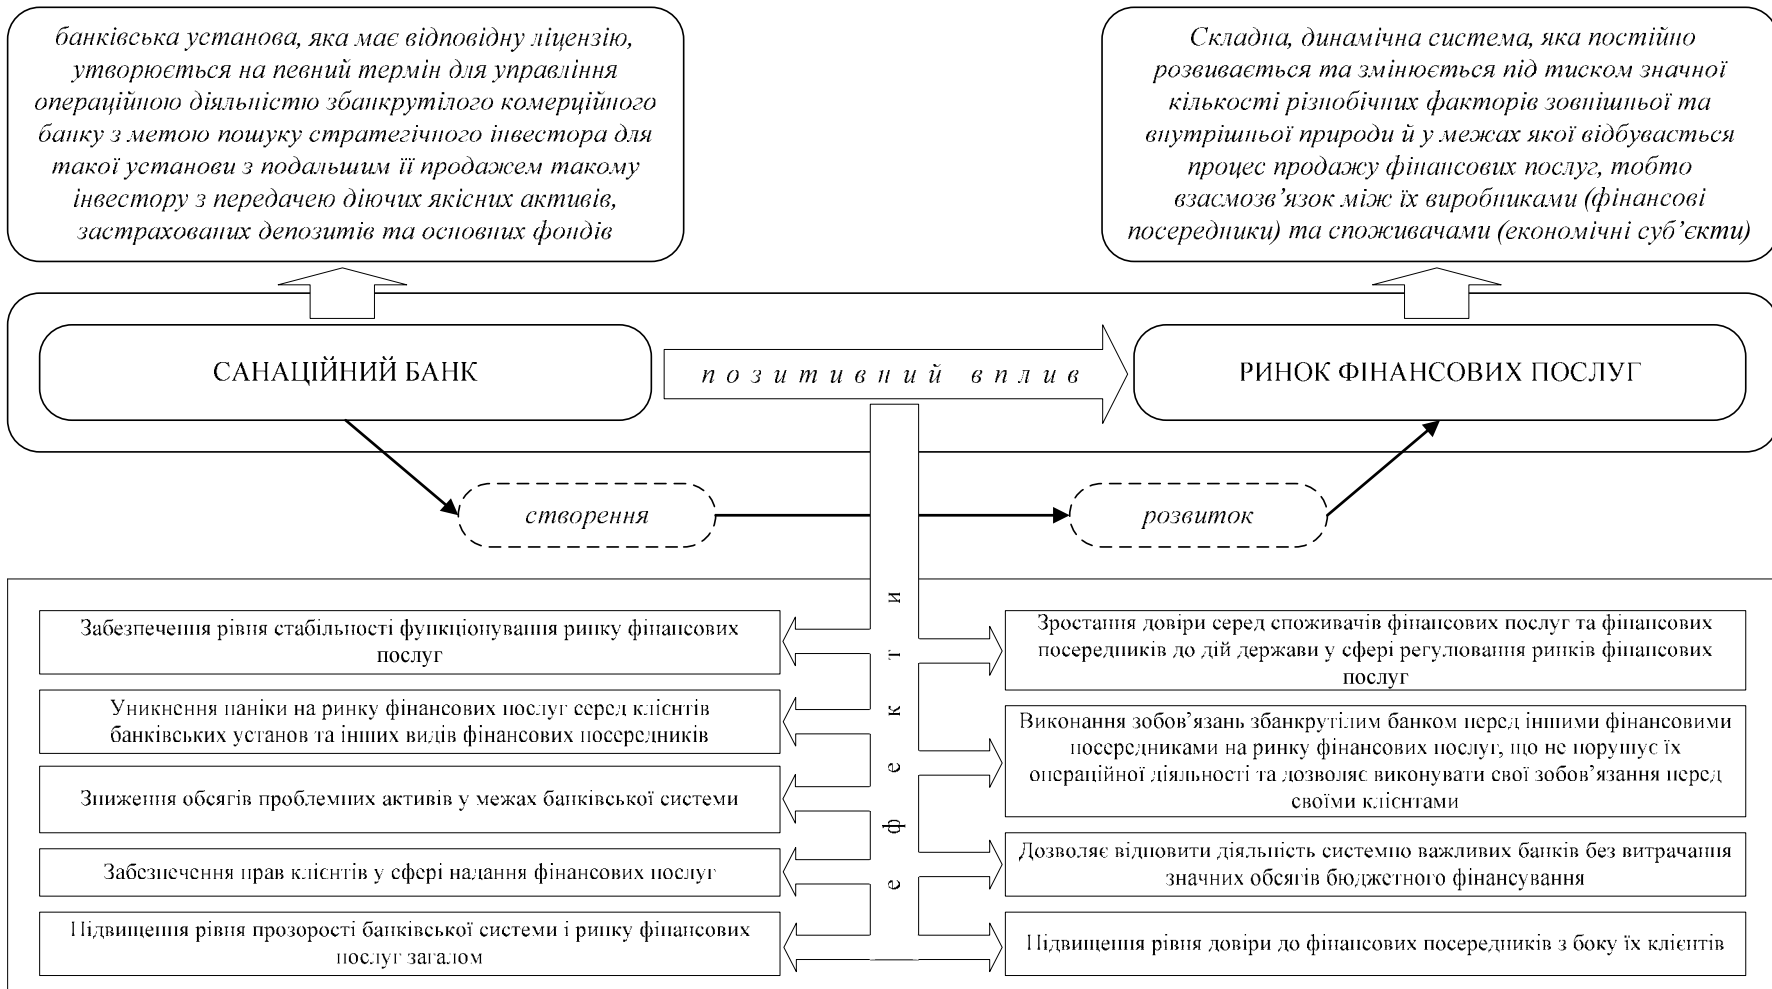 банківська установа, яка має відповідну ліцензію,
утворюється на певний термін для управління
операційною діяльністю збанкрутілого комерційного
банку з метою пошуку стратегічного інвестора для
такої установи з подальшим її продажем такому
інвестору з передачею діючих якісних активів,
застрахованих депозитів та основних фондів
Складна, динамічна система, яка постійно
розвивається та змінюється під тиском значної
кількості різнобічних факторів зовнішньої та
внутрішньої природи й у межах якої відбувається
процес продажу фінансових послуг, тобто
взаємозв’язок між їх виробниками (фінансові
посередники) та споживачами (економічні суб’єкти)
САНАЦІЙНИЙ БАНК
позитивний вплив
РИНОК ФІНАНСОВИХ ПОСЛУГ
створення
розвиток
ефекти
Забезпечення рівня стабільності функціонування ринку фінансових
послуг
Уникнення паніки на ринку фінансових послуг серед клієнтів
банківських установ та інших видів фінансових посередників
Зниження обсягів проблемних активів у межах банківської системи
Забезпечення прав клієнтів у сфері надання фінансових послуг
Підвищення рівня прозорості банківської системи і ринку фінансових
послуг загалом
Зростання довіри серед споживачів фінансових послуг та фінансових
посередників до дій держави у сфері регулювання ринків фінансових
послуг
Виконання зобов’язань збанкрутілим банком перед іншими фінансовими
посередниками на ринку фінансових послуг, що не порушує їх
операційної діяльності та дозволяє виконувати свої зобов’язання перед
своїми клієнтами
Дозволяє відновити діяльність системно важливих банків без витрачання
значних обсягів бюджетного фінансування
Підвищення рівня довіри до фінансових посередників з боку їх клієнтів